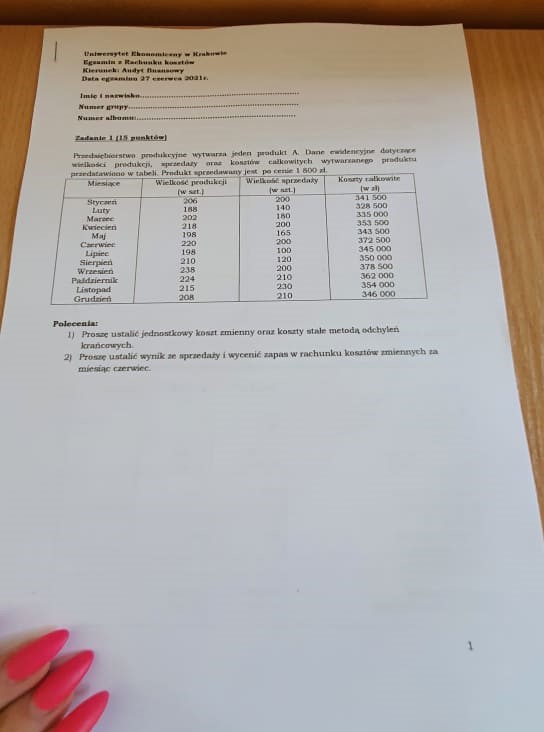 Uniwersytet Ekonomiczny w Krakowie
Egzamin z Rachunku kosztów
Kierunek: Audyt finansowy
Data egzaminu 27 czerwca 2021r.
Imię i nazwisko
Numer grupy
Numer albumu:
Zadanie 1 (15 punktów)
Przedsiębiorstwo produkcyjne wytwarza jeden produkt A. Dane ewidencyjne dotyczące
wielkości produkcji, sprzedaży oraz kosztów całkowitych wytwarzanego produktu
przedstawiono w tabeli. Produkt sprzedawany jest po cenie 1 800 zł.
Miesiące Wielkość produkcji (w szt.) Wielkość sprzedaży (w szt.) Koszty całkowite (w zł)
Styczeń 206 200 341 500
Luty 188 140 328 500
Marzec 202 180 335 000
Kwiecień 218 200 353 500
Maj 198 165 343 500
Czerwiec 220 200 372 500
Lipiec 198 100 345 000
Sierpień 210 120 350 000
Wrzesień 238 200 378 500
Październik 224 210 362 000
Listopad 215 230 354 000
Grudzień 208 210 346 000
Polecenia:
1) Proszę ustalić jednostkowy koszt zmienny oraz koszty stałe metodą odchyleń
krańcowych.
2) Proszę ustalić wynik ze sprzedaży i wycenić zapas w rachunku kosztów zmiennych za
miesiąc czerwiec.
1